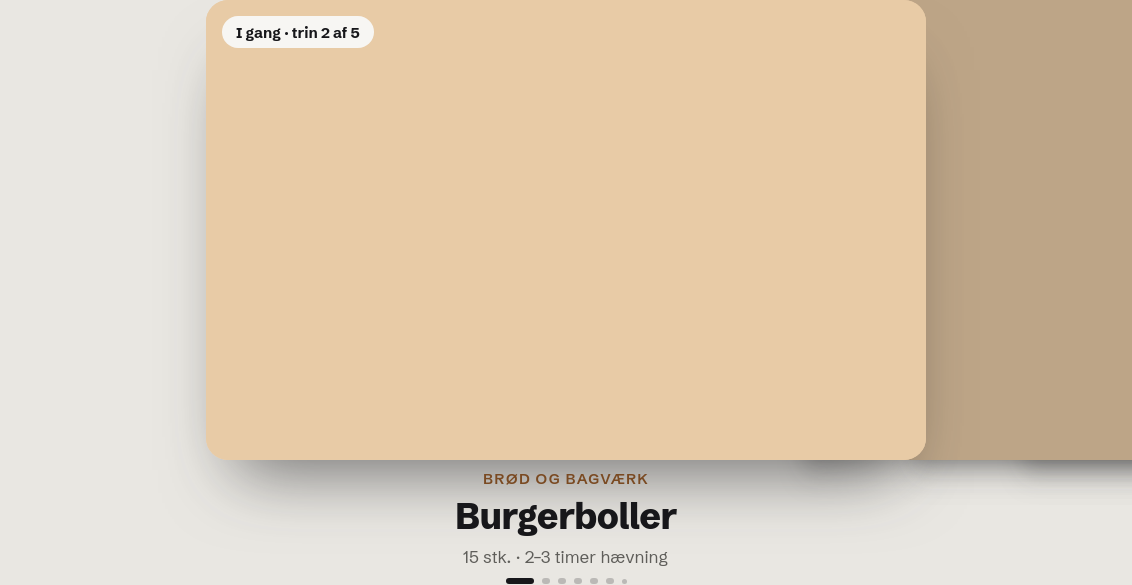 I gang · trin 2 af 5
BRØD OG BAGVÆRK
Burgerboller
15 stk. · 2–3 timer hævning